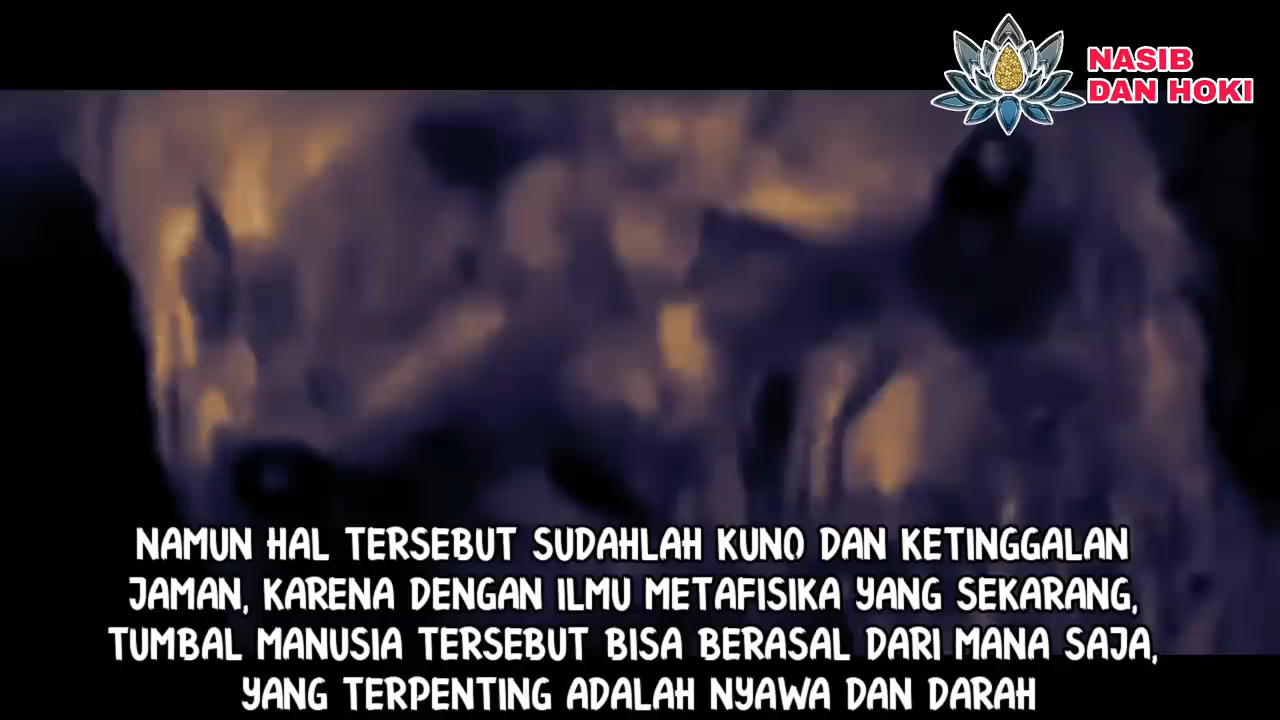 NASIB
DAN HOKI
NAMUN HAL TERSEBUT SUDAHLAH KUNO DAN KETINGGALAN
JAMAN, KARENA DENGAN ILMU METAFISIKA YANG SEKARANG,
TUMBAL MANUSIA TERSEBUT BISA BERASAL DARI MANA SAJA,
YANG TERPENTING ADALAH NYAWA DAN DARAH